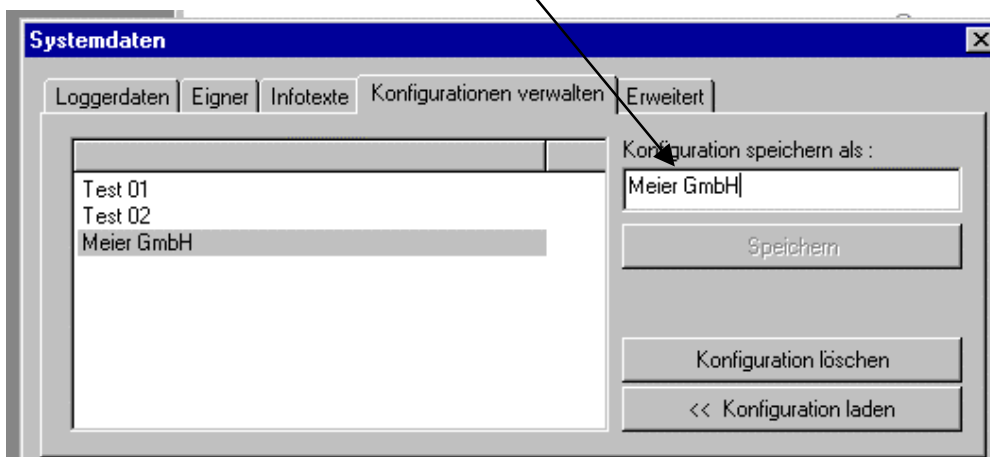 Systemdaten
Loggerdaten Eigner Infotexte Konfigurationen verwalten Erweitert
Konfiguration speichern als :
Meier GmbH
Test 01
Test 02
Meier GmbH
Speichern
Konfiguration löschen
<< Konfiguration laden